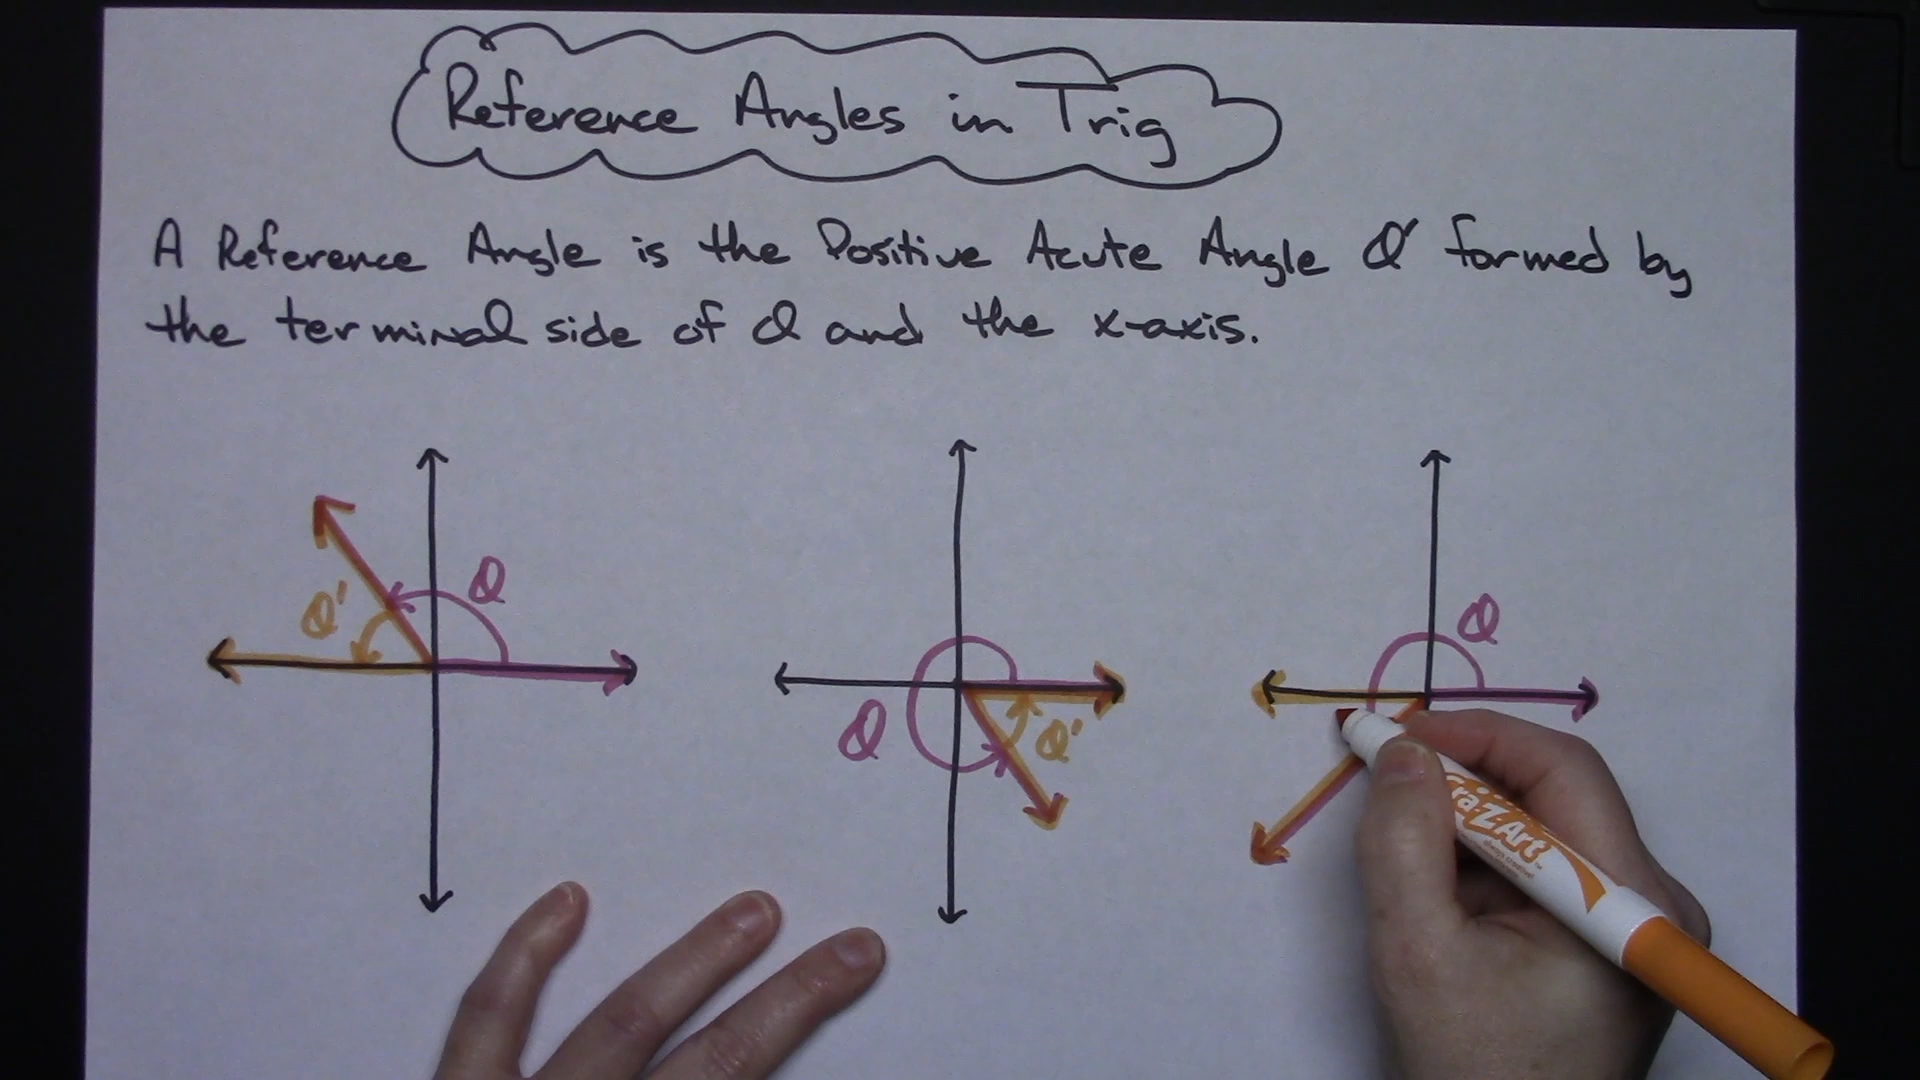 Reference Angles in Trig
A Reference Angle is the Positive Acute Angle θ' formed by
the terminal side of θ and the x-axis.
θ
θ'
θ
θ'
θ
ra-Z-Art